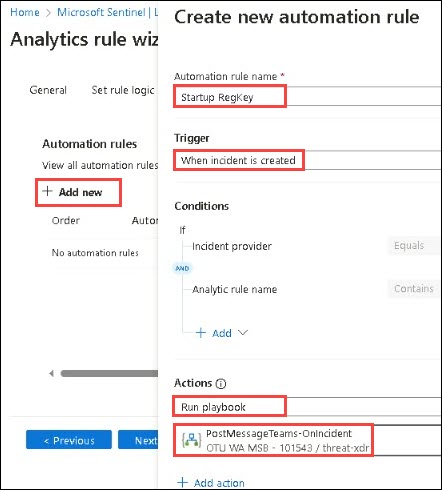 Home > Microsoft Sentinel | L
Analytics rule wiz
General Set rule logic
Automation rules
View all automation rules
+ Add new
Order Autom
No automation rules
< Previous Next
Create new automation rule
Automation rule name *
Startup RegKey
Trigger
When incident is created
Conditions
If
Incident provider Equals
AND
Analytic rule name Contains
+ Add
Actions
Run playbook
PostMessageTeams-OnIncident
OTU WA MSB - 101543 / threat-xdr
+ Add action